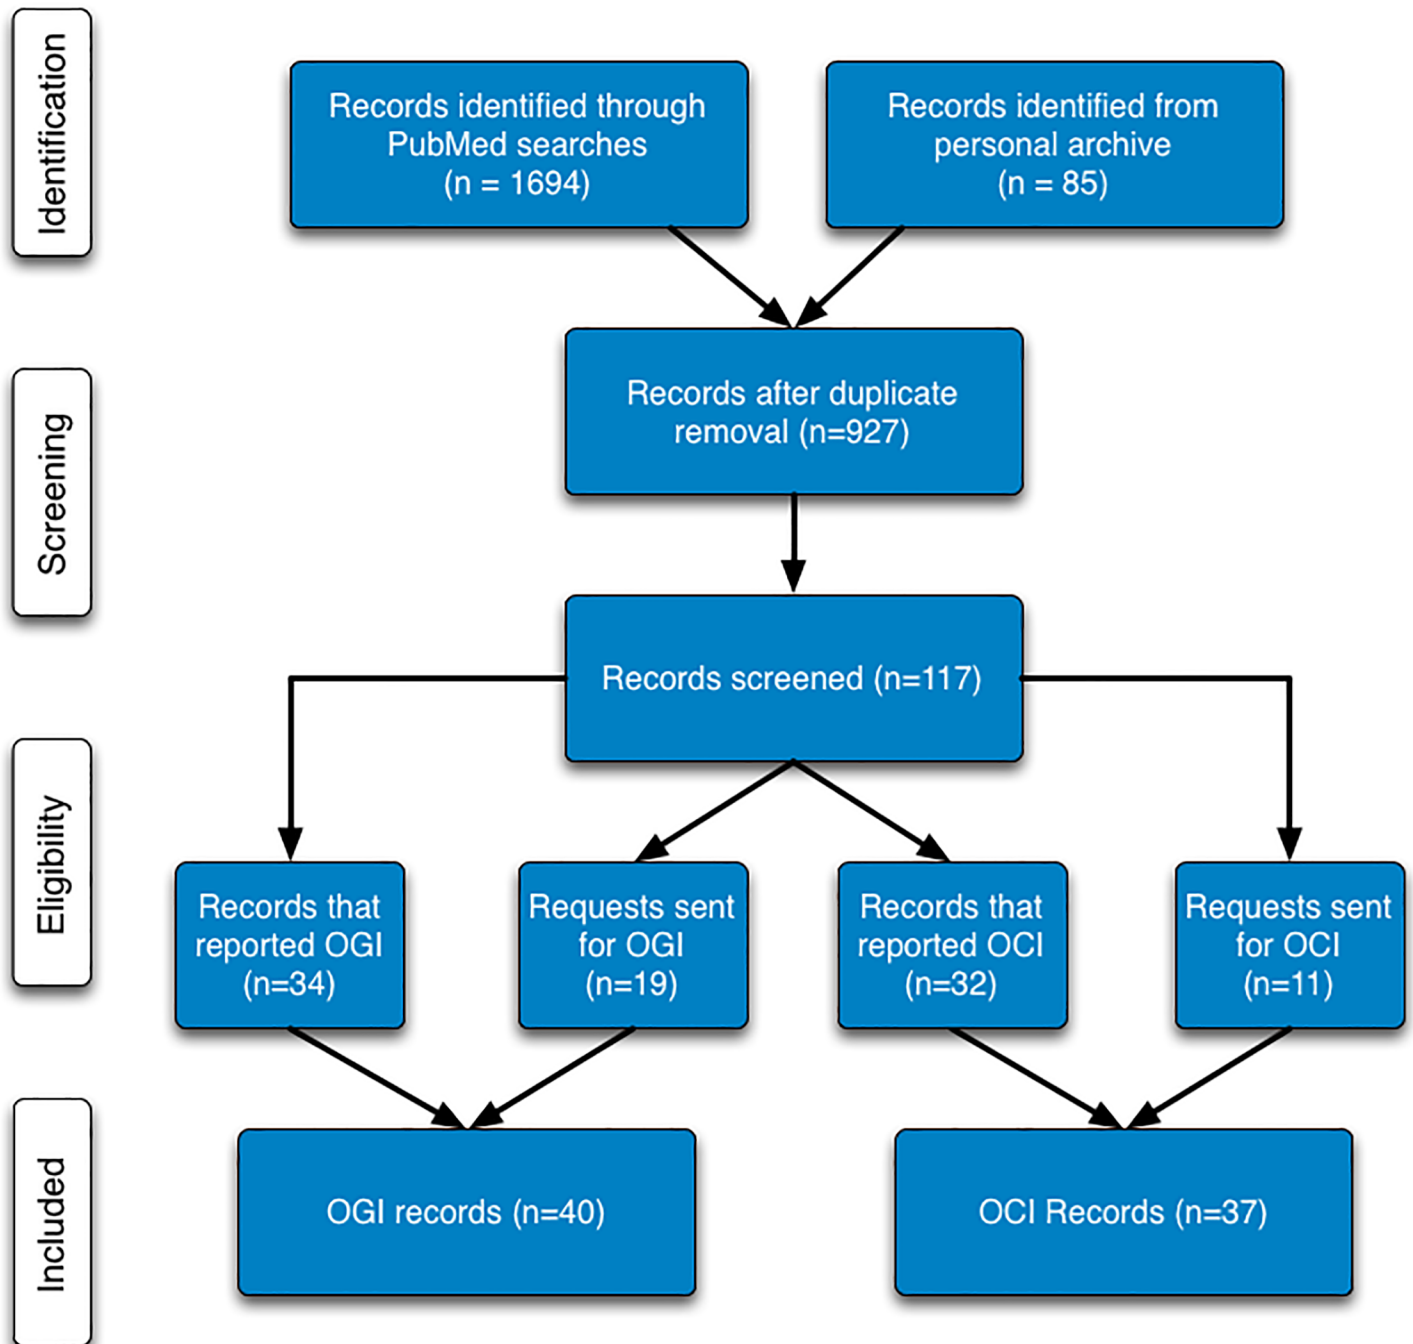 Identification
Records identified through
PubMed searches
(n = 1694)
Records identified from
personal archive
(n = 85)
Screening
Records after duplicate
removal (n=927)
Records screened (n=117)
Eligibility
Records that
reported OGI
(n=34)
Requests sent
for OGI
(n=19)
Records that
reported OCI
(n=32)
Requests sent
for OCI
(n=11)
Included
OGI records (n=40)
OCI Records (n=37)